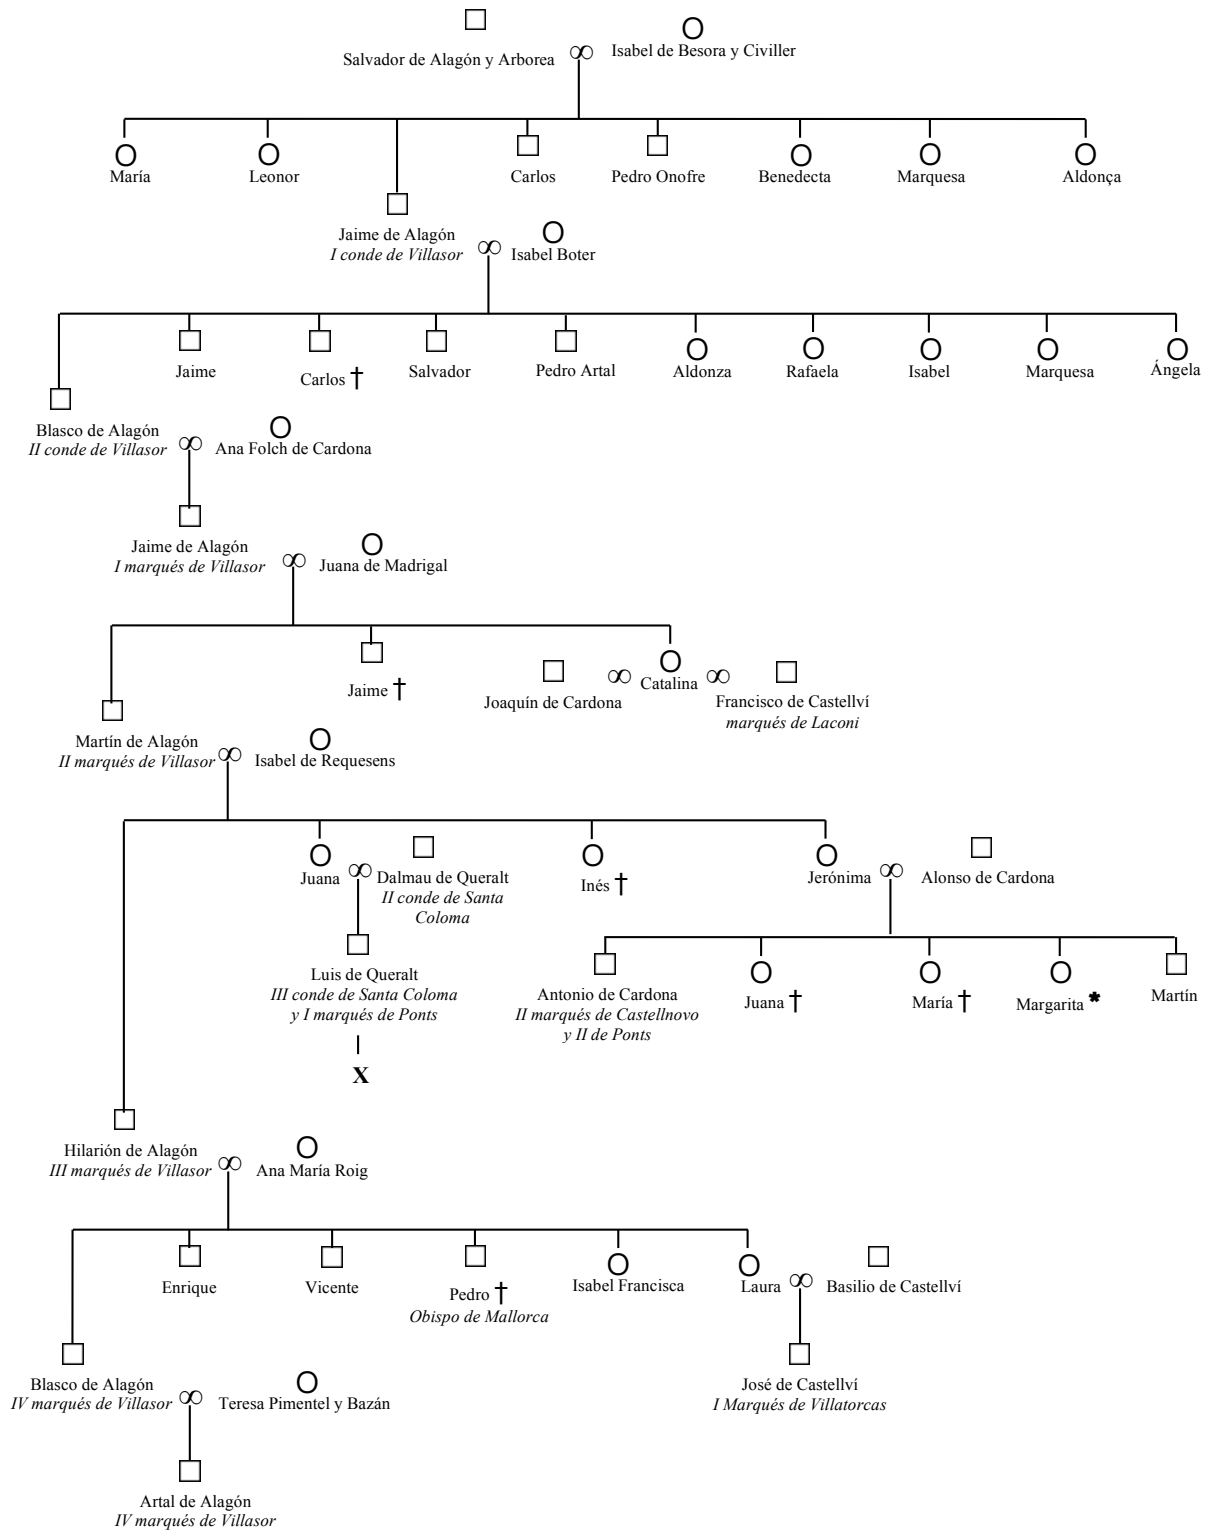 Salvador de Alagón y Arborea
∞
Isabel de Besora y Civiller
María
Leonor
Carlos
Pedro Onofre
Benedecta
Marquesa
Aldonça
Jaime de Alagón
I conde de Villasor
∞
Isabel Boter
Jaime
Carlos †
Salvador
Pedro Artal
Aldonza
Rafaela
Isabel
Marquesa
Ángela
Blasco de Alagón
II conde de Villasor
∞
Ana Folch de Cardona
Jaime de Alagón
I marqués de Villasor
∞
Juana de Madrigal
Jaime †
Joaquín de Cardona
∞
Catalina
∞
Francisco de Castellví
marqués de Laconi
Martín de Alagón
II marqués de Villasor
∞
Isabel de Requesens
Juana
∞
Dalmau de Queralt
II conde de Santa
Coloma
Inés †
Jerónima
∞
Alonso de Cardona
Luis de Queralt
III conde de Santa Coloma
y I marqués de Ponts
X
Antonio de Cardona
II marqués de Castellnovo
y II de Ponts
Juana †
María †
Margarita *
Martín
Hilarión de Alagón
III marqués de Villasor
∞
Ana María Roig
Enrique
Vicente
Pedro †
Obispo de Mallorca
Isabel Francisca
Laura
∞
Basilio de Castellví
Blasco de Alagón
IV marqués de Villasor
∞
Teresa Pimentel y Bazán
José de Castellví
I Marqués de Villatorcas
Artal de Alagón
IV marqués de Villasor